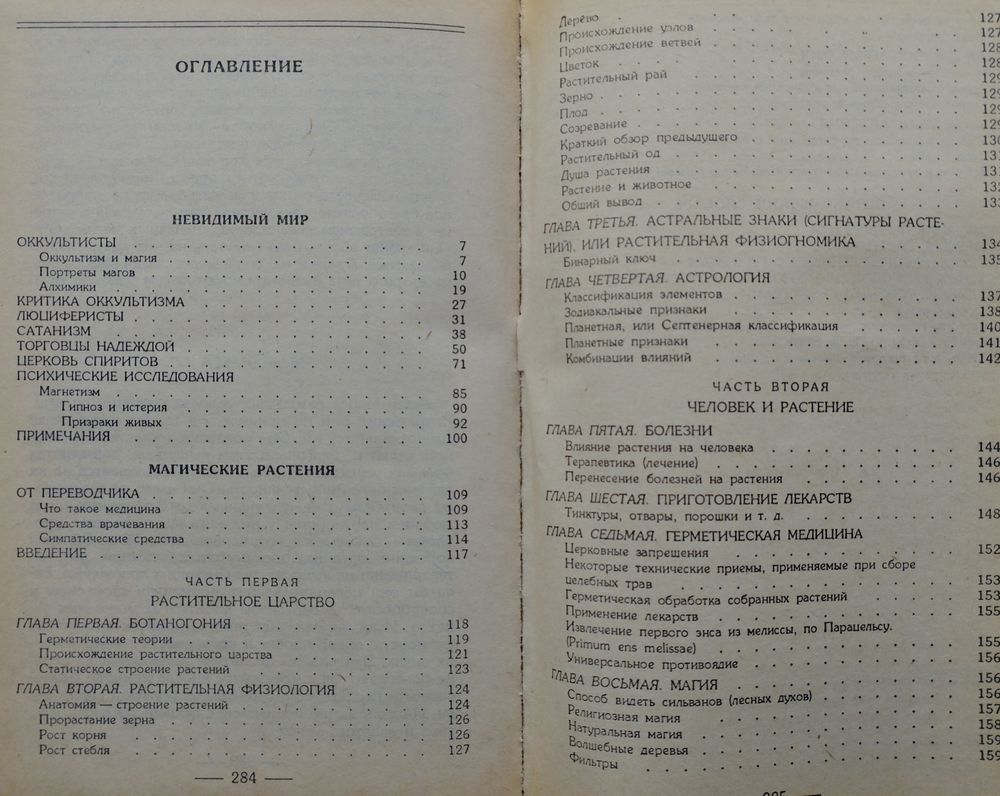 ОГЛАВЛЕНИЕ
НЕВИДИМЫЙ МИР
ОККУЛЬТИСТЫ . . . 7
Оккультизм и магия . . . 7
Портреты магов . . . 10
Алхимики . . . 19
КРИТИКА ОККУЛЬТИЗМА . . . 27
ЛЮЦИФЕРИСТЫ . . . 31
САТАНИЗМ . . . 38
ТОРГОВЦЫ НАДЕЖДОЙ . . . 50
ЦЕРКОВЬ СПИРИТОВ . . . 71
ПСИХИЧЕСКИЕ ИССЛЕДОВАНИЯ
Магнетизм . . . 85
Гипноз и истерия . . . 90
Призраки живых . . . 92
ПРИМЕЧАНИЯ . . . 100
МАГИЧЕСКИЕ РАСТЕНИЯ
ОТ ПЕРЕВОДЧИКА . . . 109
Что такое медицина . . . 109
Средства врачевания . . . 113
Симпатические средства . . . 114
ВВЕДЕНИЕ . . . 117
ЧАСТЬ ПЕРВАЯ
РАСТИТЕЛЬНОЕ ЦАРСТВО
ГЛАВА ПЕРВАЯ. БОТАНОГОНИЯ . . . 118
Герметические теории . . . 119
Происхождение растительного царства . . . 121
Статическое строение растений . . . 123
ГЛАВА ВТОРАЯ. РАСТИТЕЛЬНАЯ ФИЗИОЛОГИЯ . . . 124
Анатомия — строение растений . . . 124
Прорастание зерна . . . 126
Рост корня . . . 126
Рост стебля . . . 127
— 284 —
Дерево . . . 127
Происхождение узлов . . . 127
Происхождение ветвей . . . 128
Цветок . . . 128
Растительный рай . . . 129
Зерно . . . 129
Плод . . . 129
Созревание . . . 129
Краткий обзор предыдущего . . . 130
Растительный од . . .
Душа растения . . .
Растение и животное . . .
Общий вывод . . .
ГЛАВА ТРЕТЬЯ. АСТРАЛЬНЫЕ ЗНАКИ (СИГНАТУРЫ РАСТЕ-
НИЙ), ИЛИ РАСТИТЕЛЬНАЯ ФИЗИОГНОМИКА . . . 134
Бинарный ключ . . . 135
ГЛАВА ЧЕТВЕРТАЯ. АСТРОЛОГИЯ
Классификация элементов . . . 137
Зодиакальные признаки . . . 138
Планетная, или Септенерная классификация . . . 140
Планетные признаки . . . 141
Комбинации влияний . . . 142
ЧАСТЬ ВТОРАЯ
ЧЕЛОВЕК И РАСТЕНИЕ
ГЛАВА ПЯТАЯ. БОЛЕЗНИ
Влияние растения на человека . . . 144
Терапевтика (лечение) . . . 146
Перенесение болезней на растения . . . 146
ГЛАВА ШЕСТАЯ. ПРИГОТОВЛЕНИЕ ЛЕКАРСТВ
Тинктуры, отвары, порошки и т. д. . . . 148
ГЛАВА СЕДЬМАЯ. ГЕРМЕТИЧЕСКАЯ МЕДИЦИНА
Церковные запрешения . . . 152
Некоторые технические приемы, применяемые при сборе
целебных трав . . . 153
Герметическая обработка собранных растений . . . 153
Применение лекарств . . . 155
Извлечение первого энса из мелиссы, по Парацельсу.
(Primum ens melissae) . . . 155
Универсальное противоядие . . . 156
ГЛАВА ВОСЬМАЯ. МАГИЯ . . . 156
Способ видеть сильванов (лесных духов) . . . 156
Религиозная магия . . . 157
Натуральная магия . . . 158
Волшебные деревья . . . 159
Фильтры . . . 159